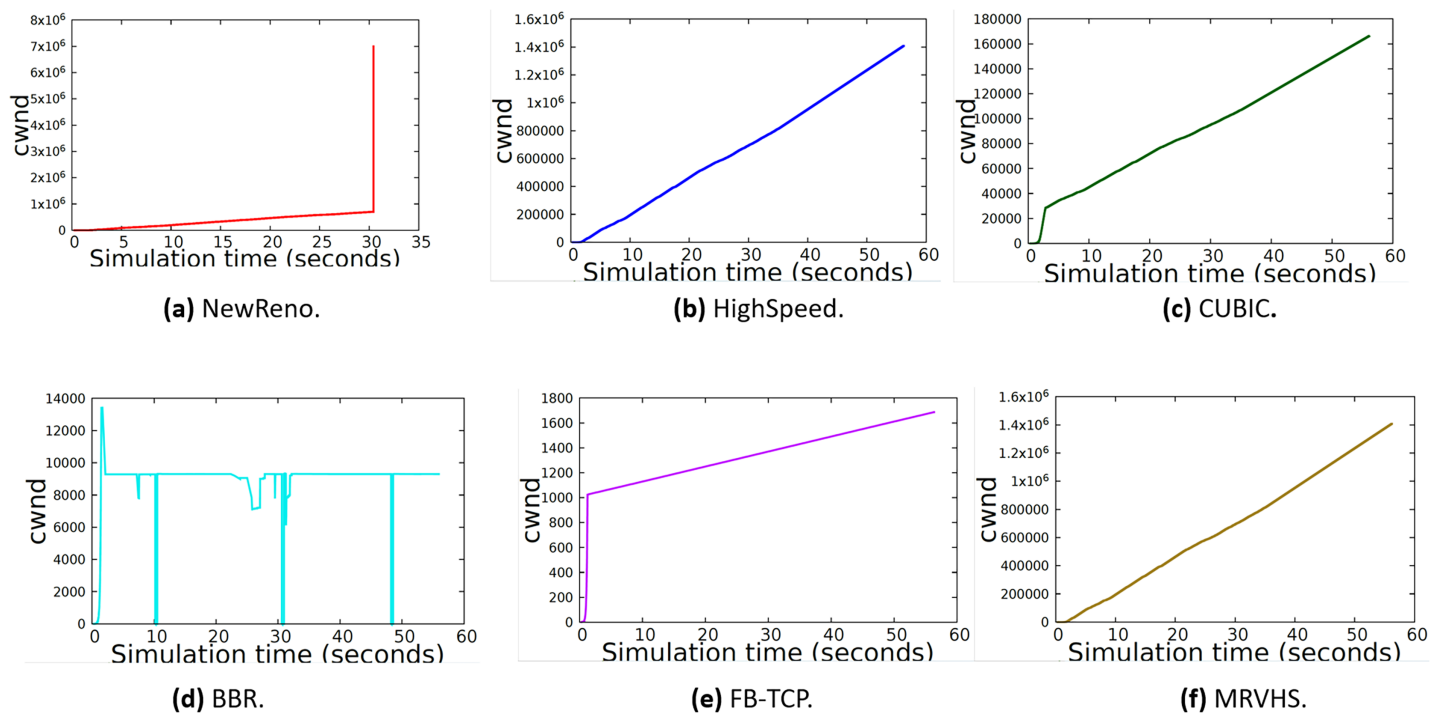 8x10⁶
7x10⁶
6x10⁶
5x10⁶
4x10⁶
3x10⁶
2x10⁶
1x10⁶
0
cwnd
0 5 10 15 20 25 30 35
Simulation time (seconds)
(a) NewReno.
1.6x10⁶
1.4x10⁶
1.2x10⁶
1x10⁶
800000
600000
400000
200000
0
cwnd
0 10 20 30 40 50 60
Simulation time (seconds)
(b) HighSpeed.
180000
160000
140000
120000
100000
80000
60000
40000
20000
0
cwnd
0 10 20 30 40 50 60
Simulation time (seconds)
(c) CUBIC.
14000
12000
10000
8000
6000
4000
2000
0
cwnd
0 10 20 30 40 50 60
Simulation time (seconds)
(d) BBR.
1800
1600
1400
1200
1000
800
600
400
200
0
cwnd
0 10 20 30 40 50 60
Simulation time (seconds)
(e) FB-TCP.
1.6x10⁶
1.4x10⁶
1.2x10⁶
1x10⁶
800000
600000
400000
200000
0
cwnd
0 10 20 30 40 50 60
Simulation time (seconds)
(f) MRVHS.